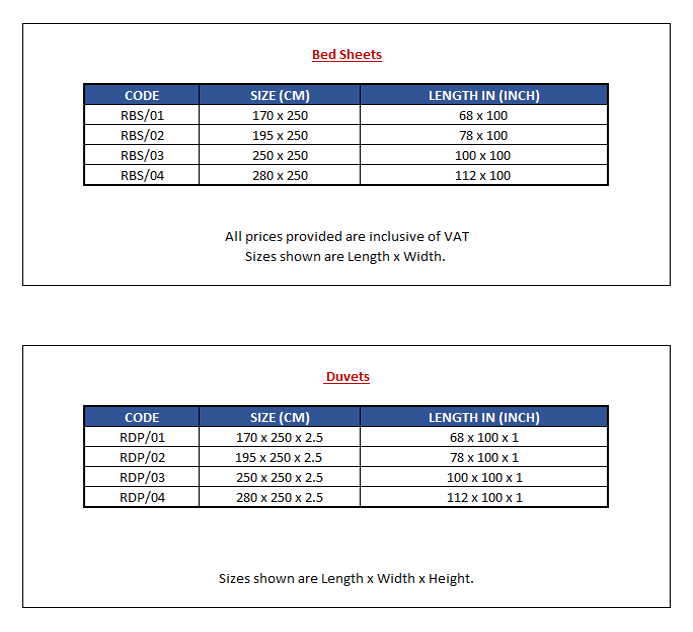 Bed Sheets
CODE SIZE (CM) LENGTH IN (INCH)
RBS/01 170 x 250 68 x 100
RBS/02 195 x 250 78 x 100
RBS/03 250 x 250 100 x 100
RBS/04 280 x 250 112 x 100
All prices provided are inclusive of VAT
Sizes shown are Length x Width.
Duvets
CODE SIZE (CM) LENGTH IN (INCH)
RDP/01 170 x 250 x 2.5 68 x 100 x 1
RDP/02 195 x 250 x 2.5 78 x 100 x 1
RDP/03 250 x 250 x 2.5 100 x 100 x 1
RDP/04 280 x 250 x 2.5 112 x 100 x 1
Sizes shown are Length x Width x Height.